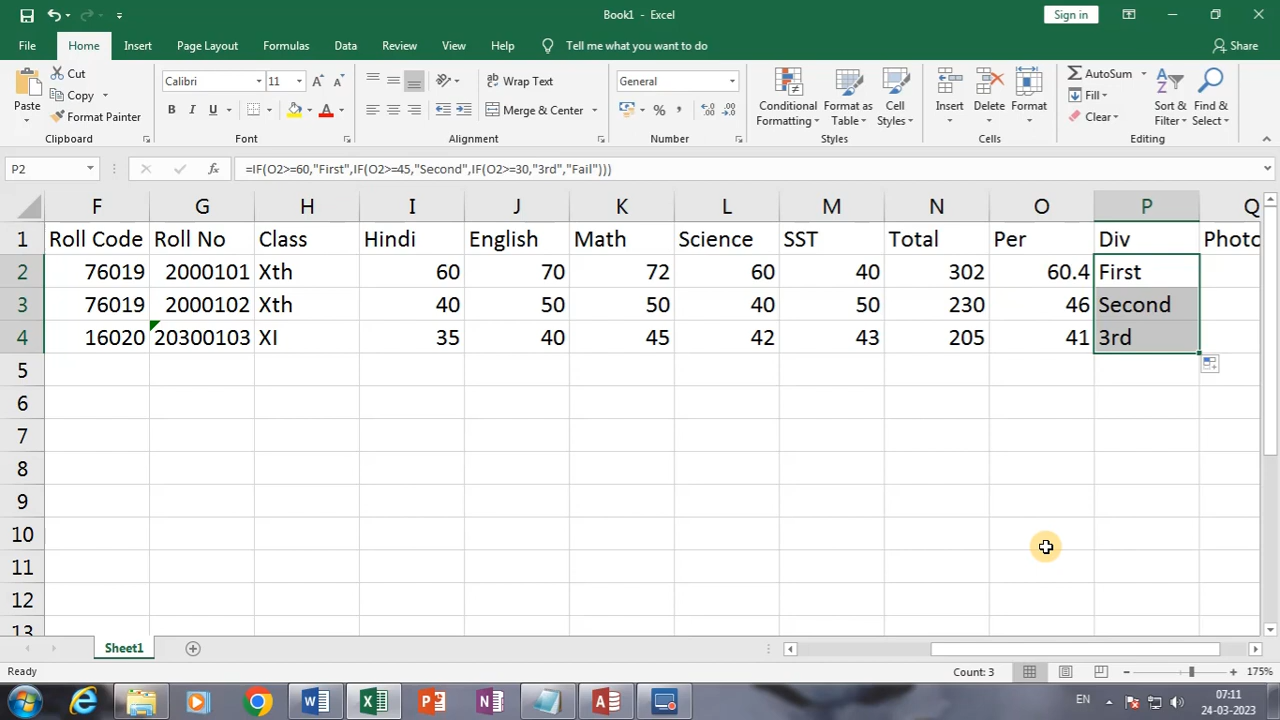 Book1 - Excel
Sign in
File Home Insert Page Layout Formulas Data Review View Help Tell me what you want to do Share
Cut
Copy
Format Painter
Paste
Clipboard
Calibri 11
B I U
Font
Wrap Text
Merge & Center
Alignment
General
Number
Conditional Formatting
Format as Table
Cell Styles
Styles
Insert Delete Format
Cells
AutoSum
Fill
Clear
Sort & Filter
Find & Select
Editing
P2 fx =IF(O2>=60,"First",IF(O2>=45,"Second",IF(O2>=30,"3rd","Fail")))
F G H I J K L M N O P Q
1 Roll Code Roll No Class Hindi English Math Science SST Total Per Div
2 76019 2000101 Xth 60 70 72 60 40 302 60.4 First
3 76019 2000102 Xth 40 50 50 40 50 230 46 Second
4 16020 20300103 XI 35 40 45 42 43 205 41 3rd
5
6
7
8
9
10
11
12
13
Sheet1
Ready Count: 3 175%
EN 07:11
24-03-2023